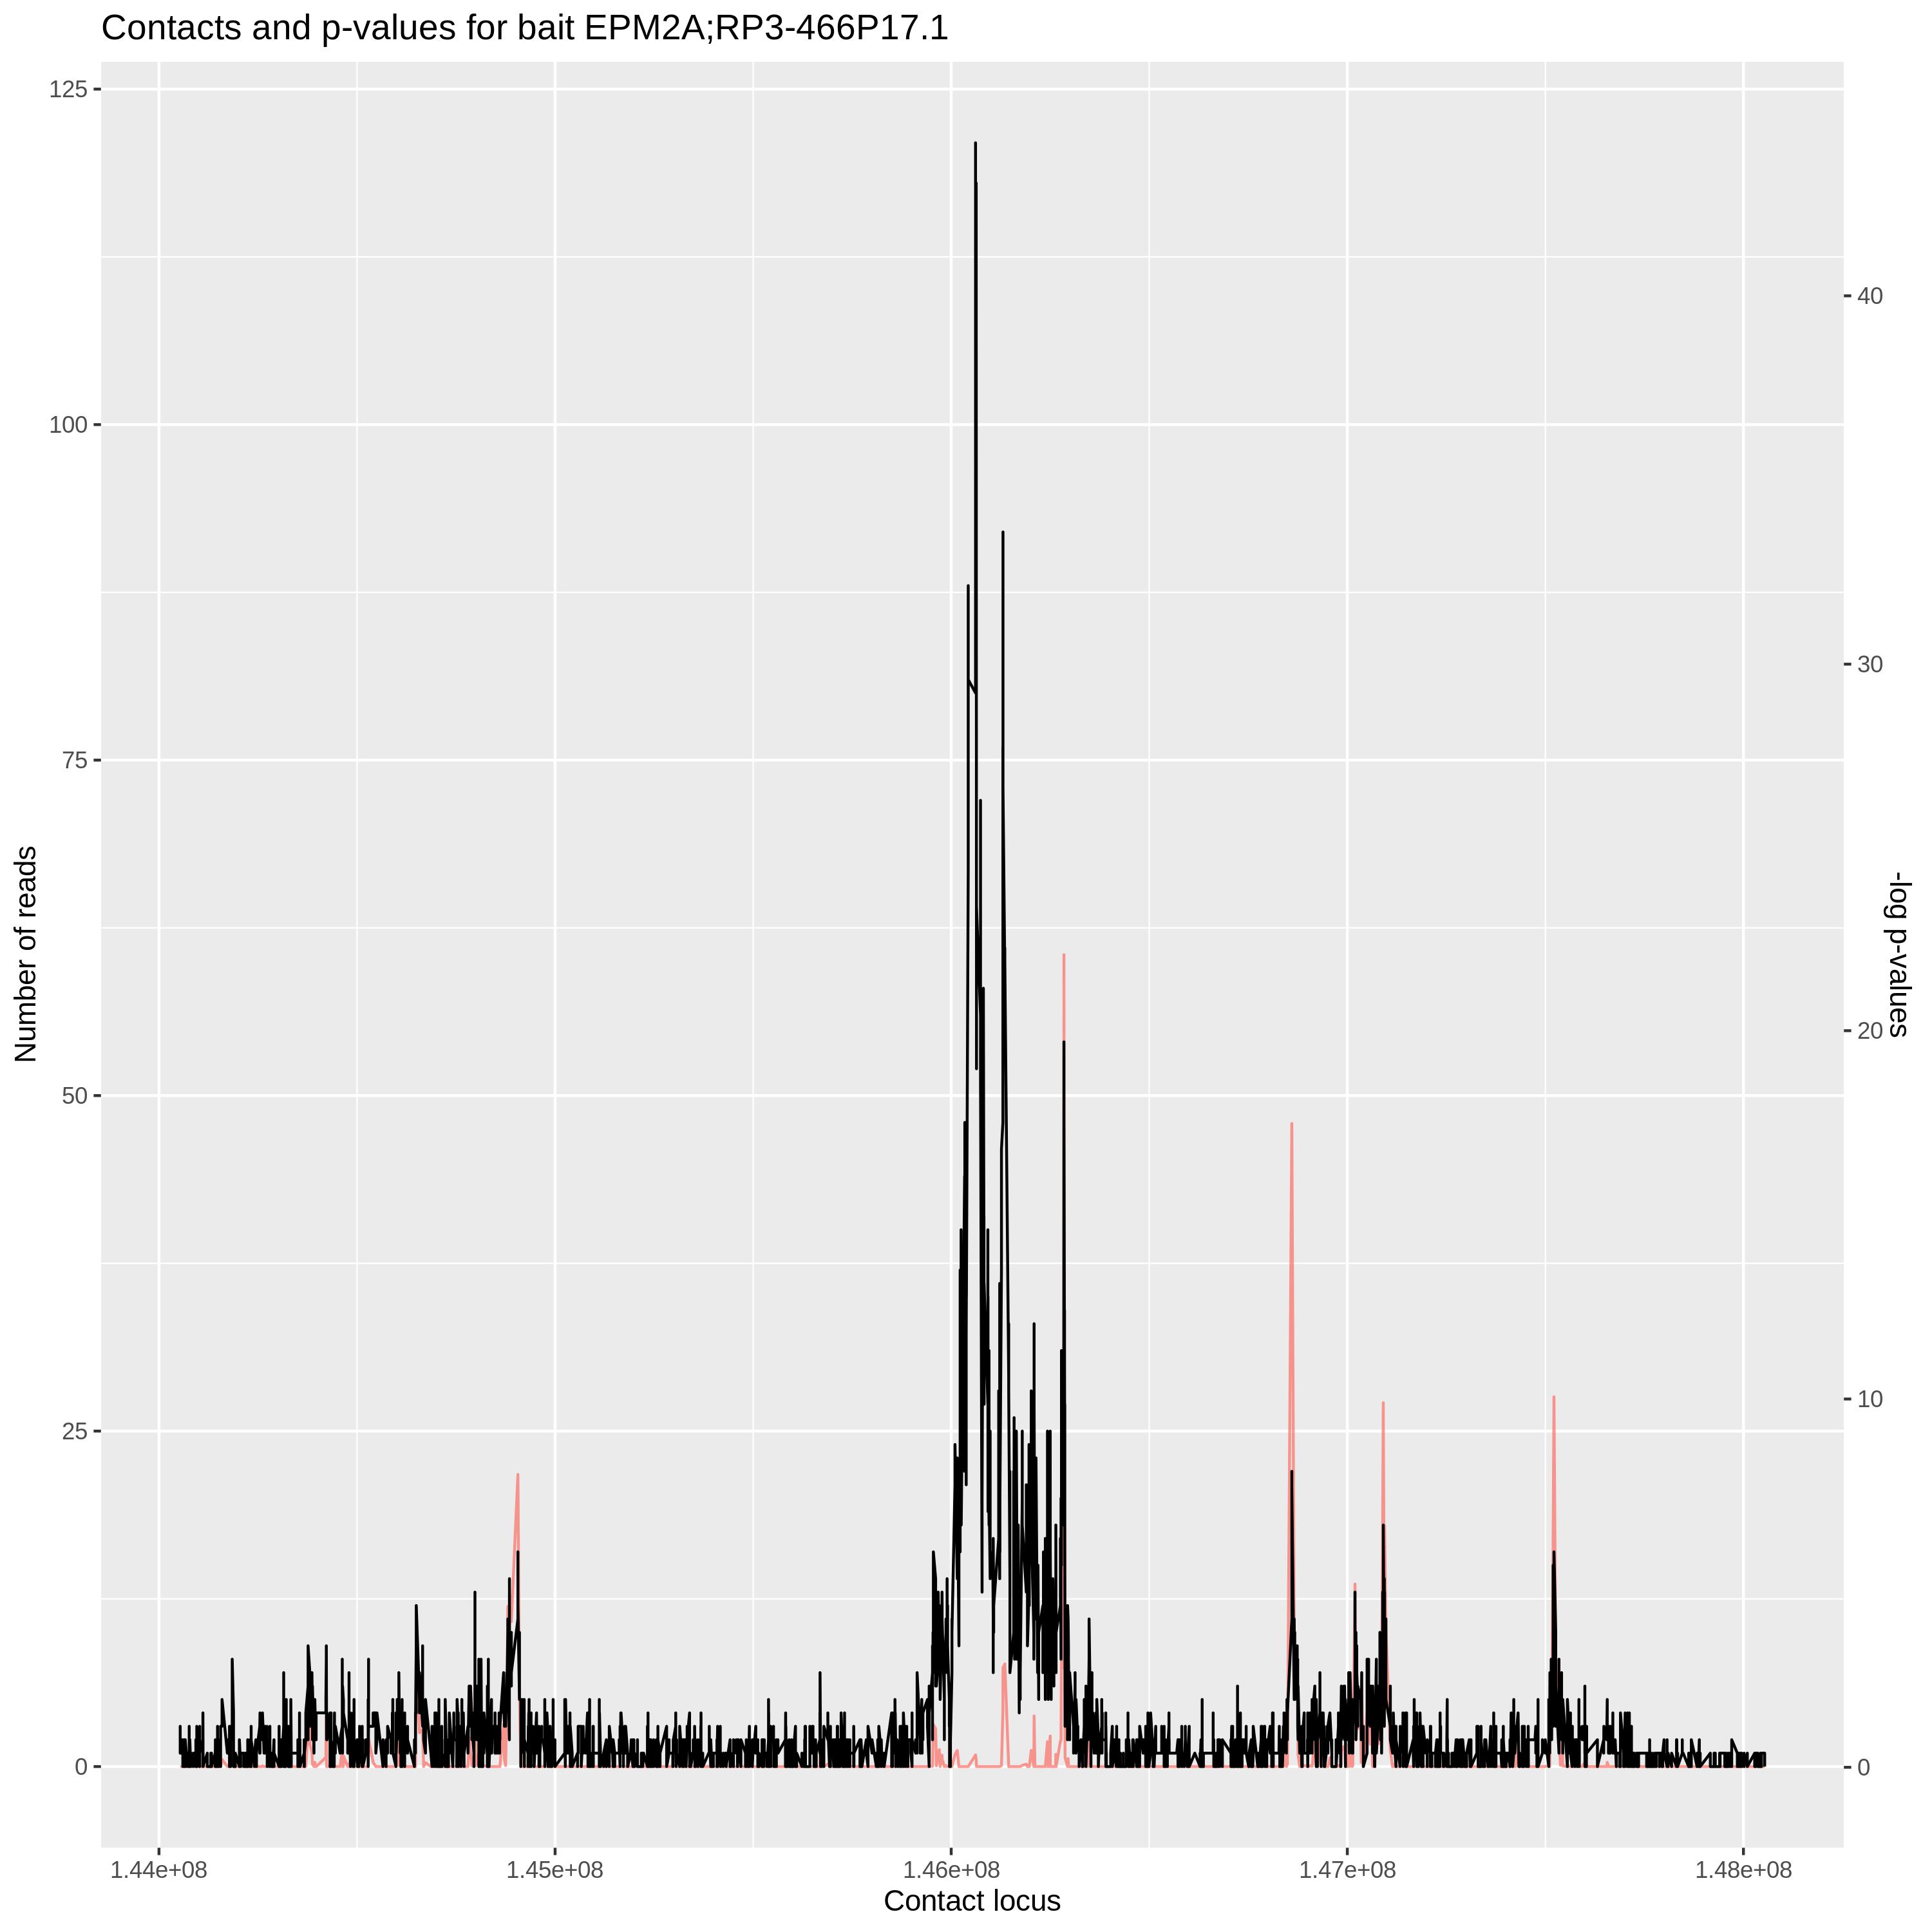 Contacts and p-values for bait EPM2A;RP3-466P17.1
125
100
75
50
25
0
Number of reads
40
30
20
10
0
-log p-values
1.44e+08
1.45e+08
1.46e+08
1.47e+08
1.48e+08
Contact locus